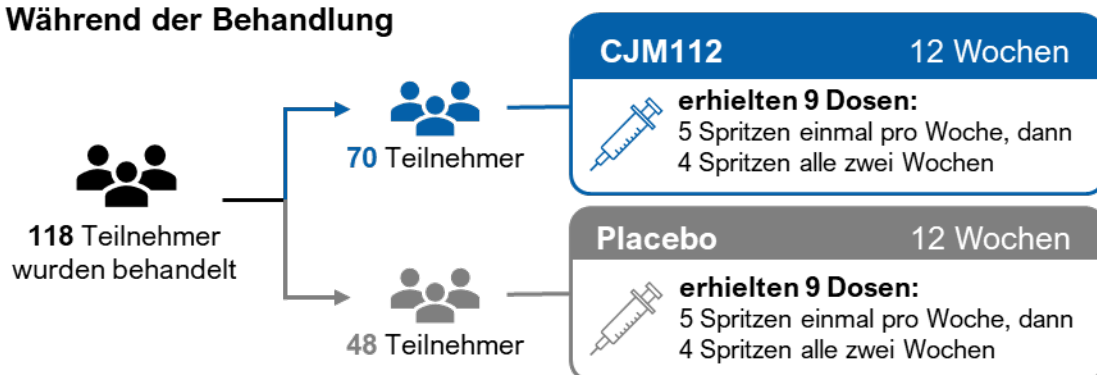 Während der Behandlung
118 Teilnehmer
wurden behandelt
70 Teilnehmer
CJM112 12 Wochen
erhielten 9 Dosen:
5 Spritzen einmal pro Woche, dann
4 Spritzen alle zwei Wochen
48 Teilnehmer
Placebo 12 Wochen
erhielten 9 Dosen:
5 Spritzen einmal pro Woche, dann
4 Spritzen alle zwei Wochen